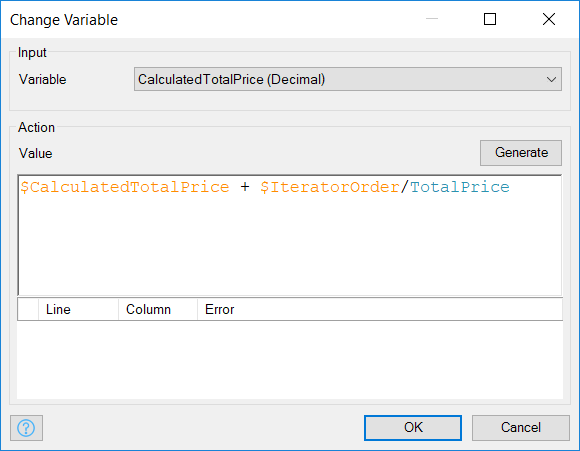 Change Variable
Input
Variable
CalculatedTotalPrice (Decimal)
Action
Value
Generate
$CalculatedTotalPrice + $IteratorOrder/TotalPrice
Line Column Error
?
OK Cancel